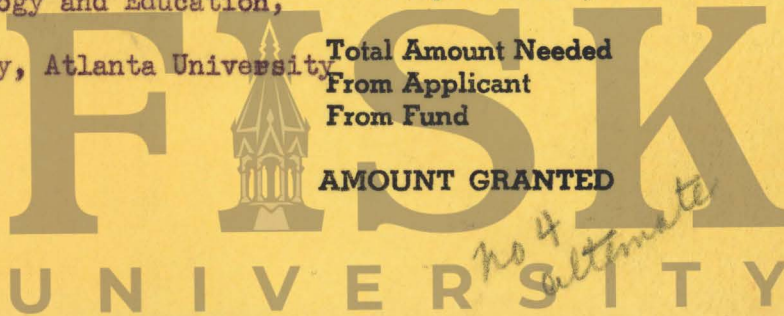 ogy and Education,
y, Atlanta University
Total Amount Needed
From Applicant
From Fund
AMOUNT GRANTED
no 4
alternate
FISK
UNIVERSITY